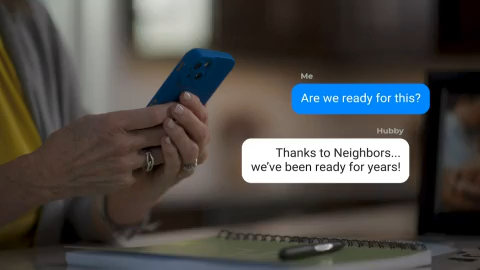 Me
Are we ready for this?
Hubby
Thanks to Neighbors...
we've been ready for years!